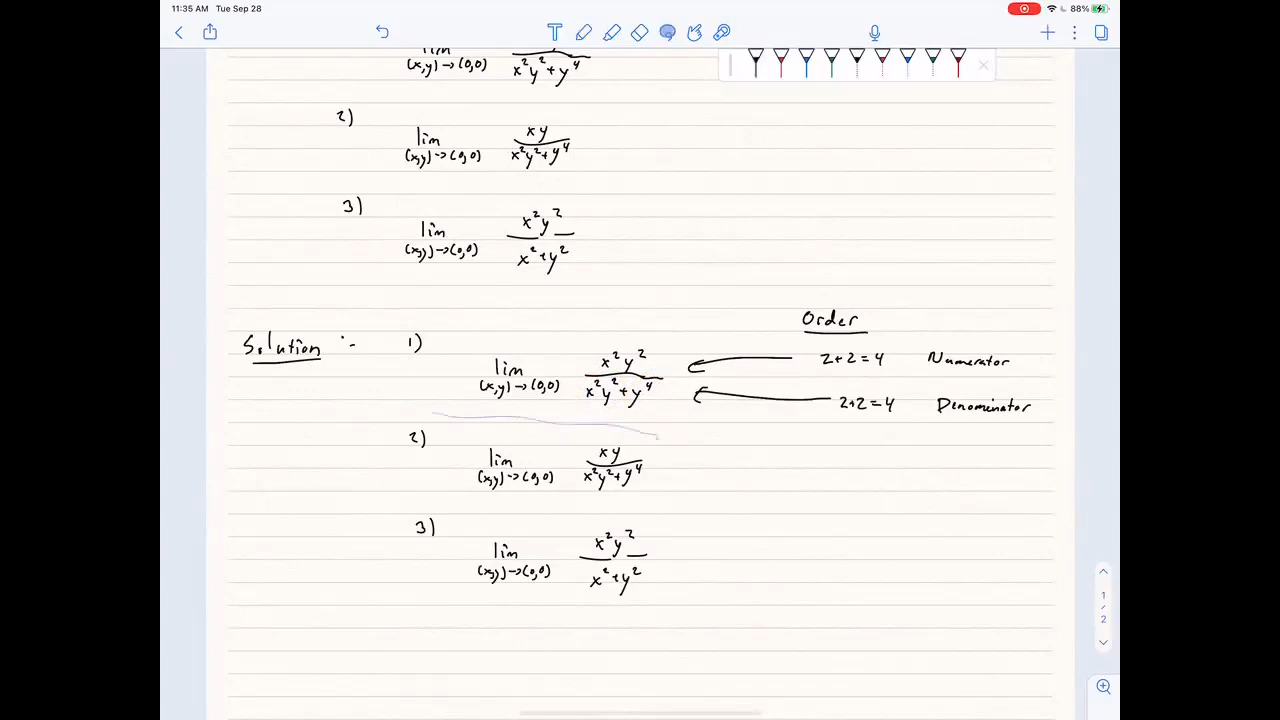 11:35 AM Tue Sep 28 88%
lim
(x,y)→(0,0) x²y²+y⁴
2)
lim xy
(x,y)→(0,0) x²y²+y⁴
3)
lim x²y²
(x,y)→(0,0) x²+y²
Order
Solution :- 1)
lim x²y² 2+2=4 Numerator
(x,y)→(0,0) x²y²+y⁴ 2+2=4 Denominator
2)
lim xy
(x,y)→(0,0) x²y²+y⁴
3)
lim x²y²
(x,y)→(0,0) x²+y²
1
/
2